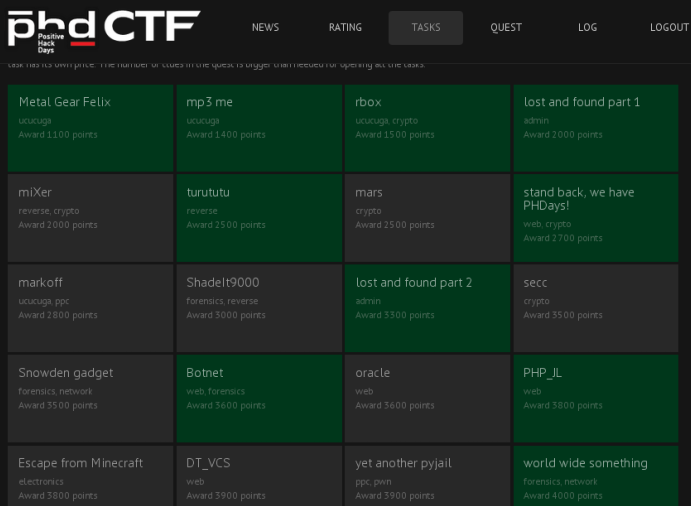 phd CTF
Positive
Hack
Days
NEWS
RATING
TASKS
QUEST
LOG
LOGOUT
task has its own price. The number of clues in the quest is bigger than needed for opening all the tasks.
Metal Gear Felix
ucucuga
Award 1100 points
mp3 me
ucucuga
Award 1400 points
rbox
ucucuga, crypto
Award 1500 points
lost and found part 1
admin
Award 2000 points
miXer
reverse, crypto
Award 2000 points
turututu
reverse
Award 2500 points
mars
crypto
Award 2500 points
stand back, we have
PHDays!
web, crypto
Award 2700 points
markoff
ucucuga, ppc
Award 2800 points
ShadeIt9000
forensics, reverse
Award 3000 points
lost and found part 2
admin
Award 3300 points
secc
crypto
Award 3500 points
Snowden gadget
forensics, network
Award 3500 points
Botnet
web, forensics
Award 3600 points
oracle
web
Award 3600 points
PHP_JL
web
Award 3800 points
Escape from Minecraft
electronics
Award 3800 points
DT_VCS
web
Award 3900 points
yet another pyjail
ppc, pwn
Award 3900 points
world wide something
forensics, network
Award 4000 points